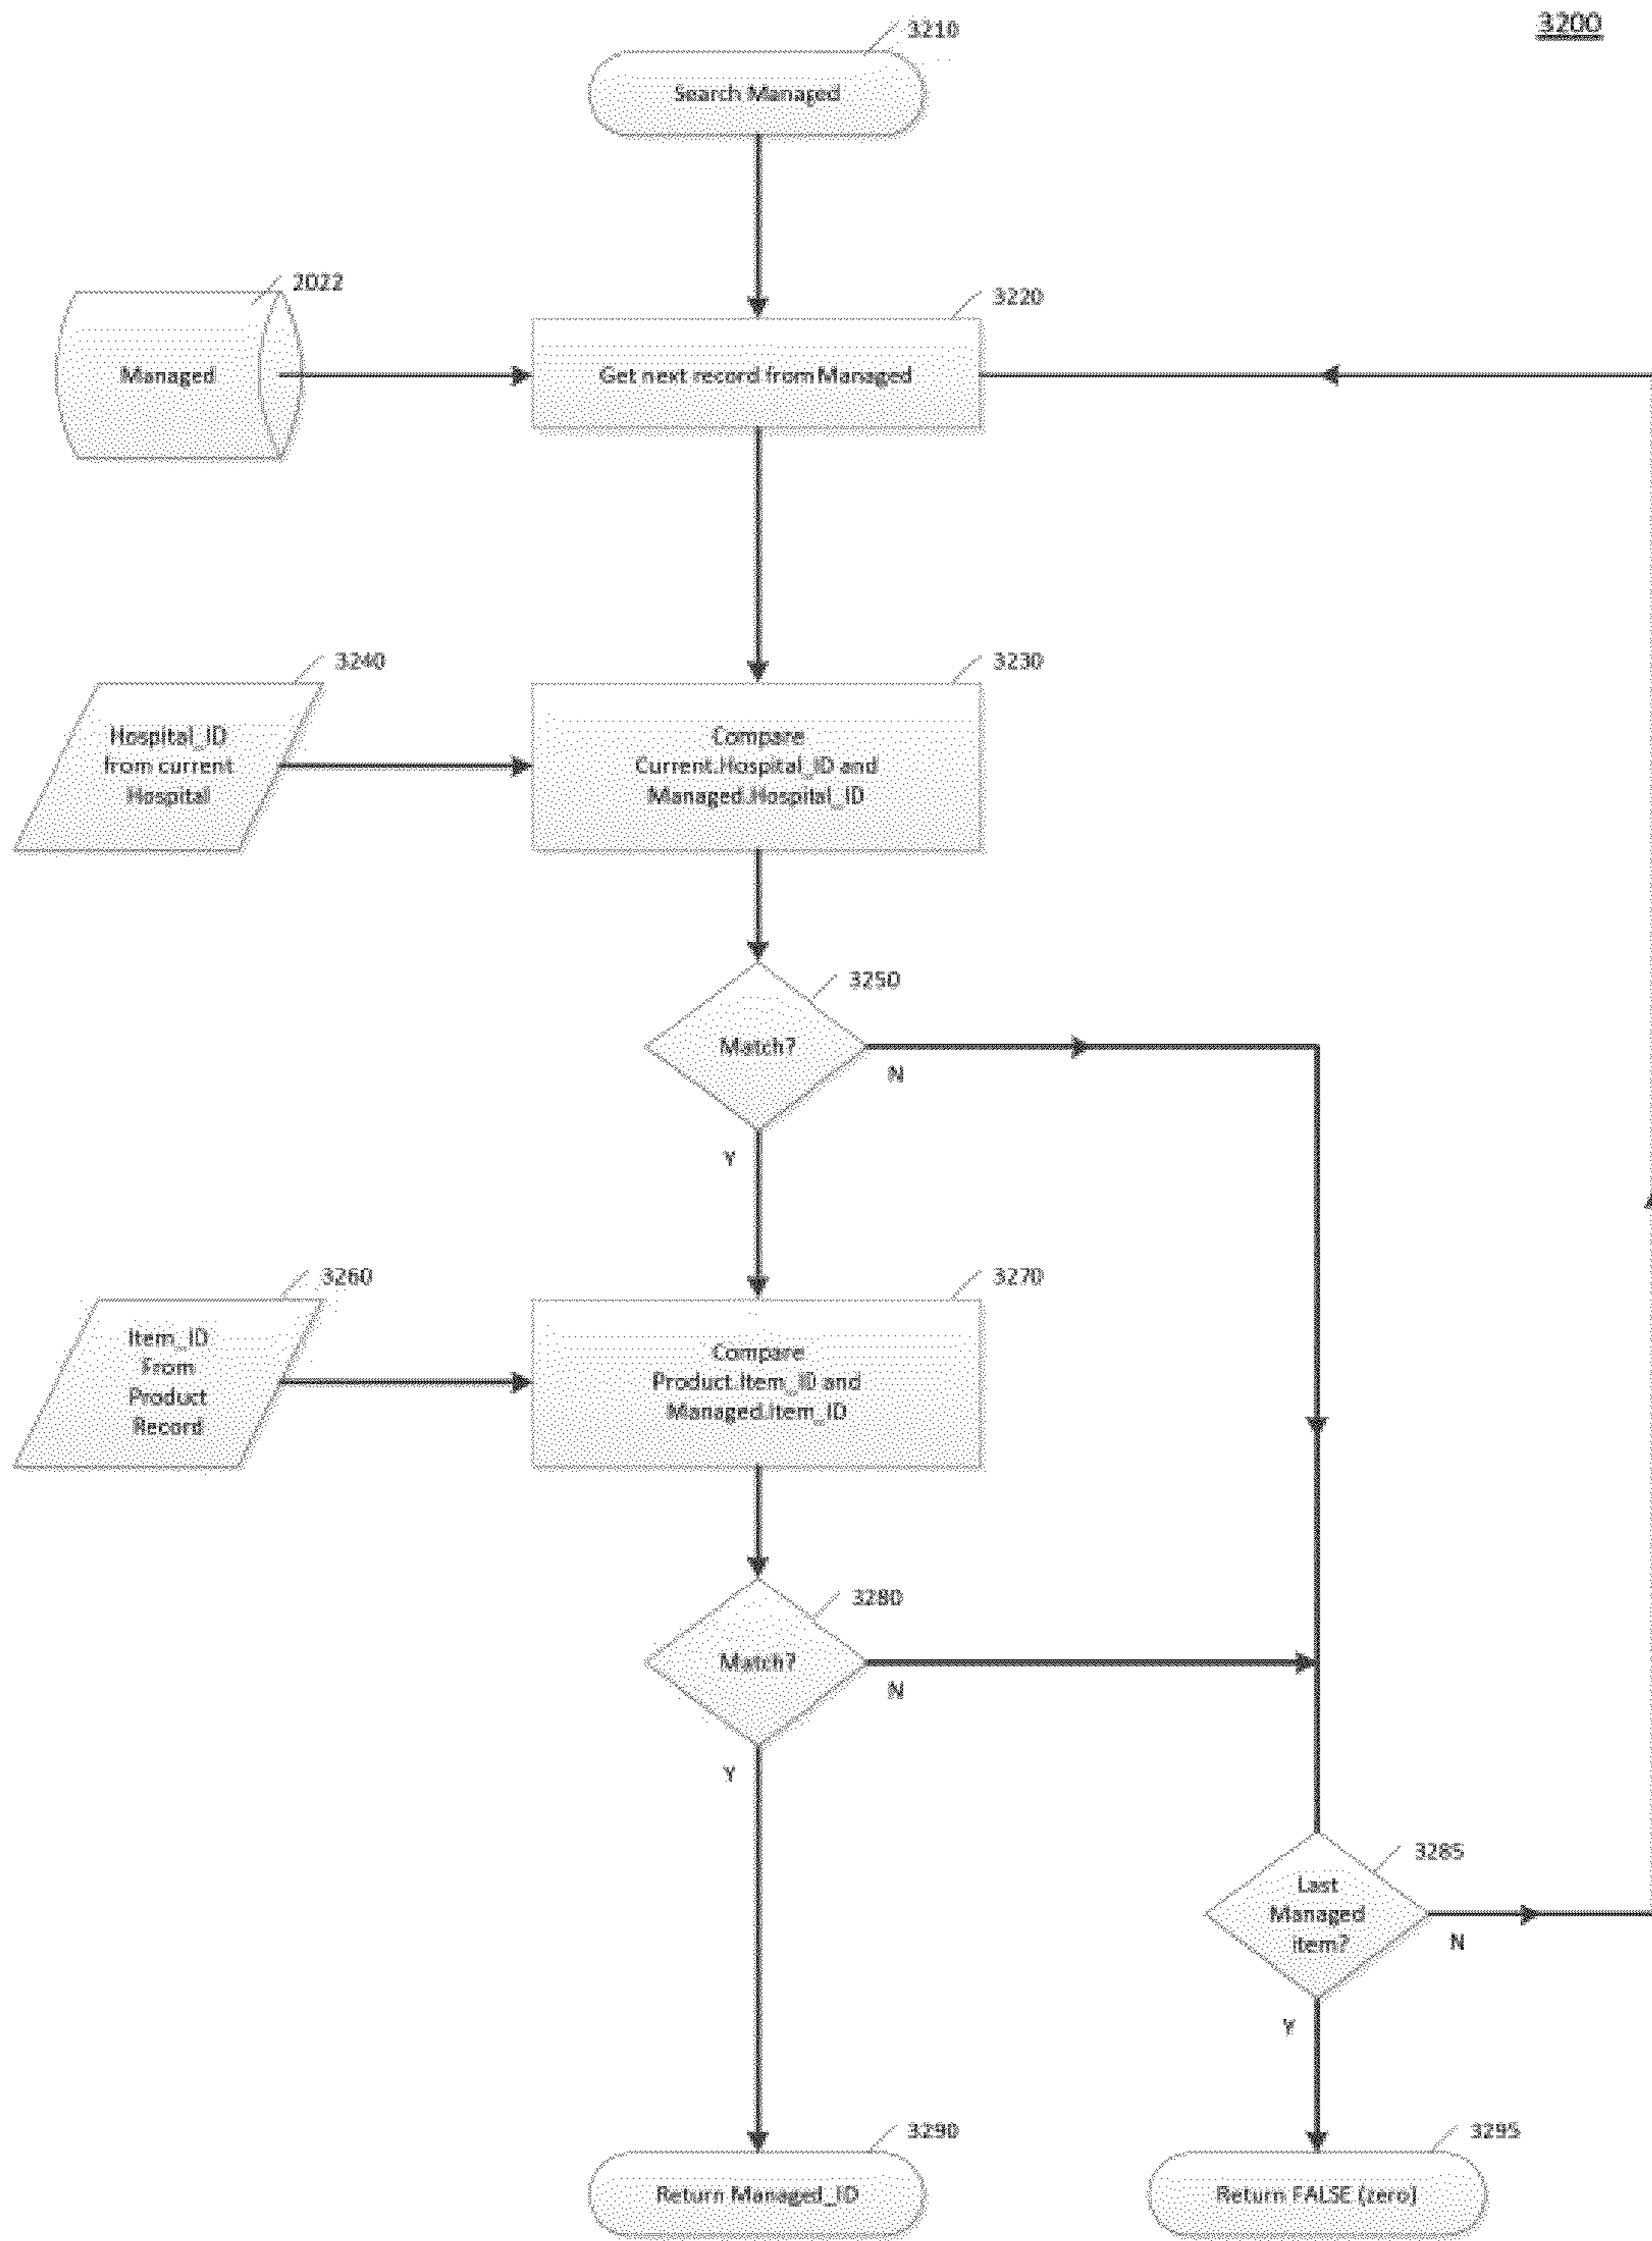 3200
3210
Search Managed
2022
Managed
3220
Get next record from Managed
3240
Hospital_ID
from current
Hospital
3230
Compare
Current.Hospital_ID and
Managed.Hospital_ID
3250
Match?
N
Y
3260
Item_ID
From
Product
Record
3270
Compare
Product.Item_ID and
Managed.Item_ID
3280
Match?
N
Y
3285
Last
Managed
item?
N
Y
3290
Return Managed_ID
3295
Return FALSE (zero)